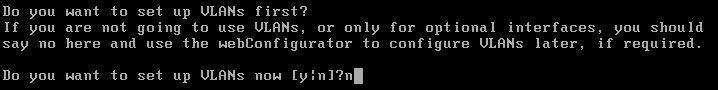 Do you want to set up VLANs first?
If you are not going to use VLANs, or only for optional interfaces, you should
say no here and use the webConfigurator to configure VLANs later, if required.
Do you want to set up VLANs now [y¦n]?n